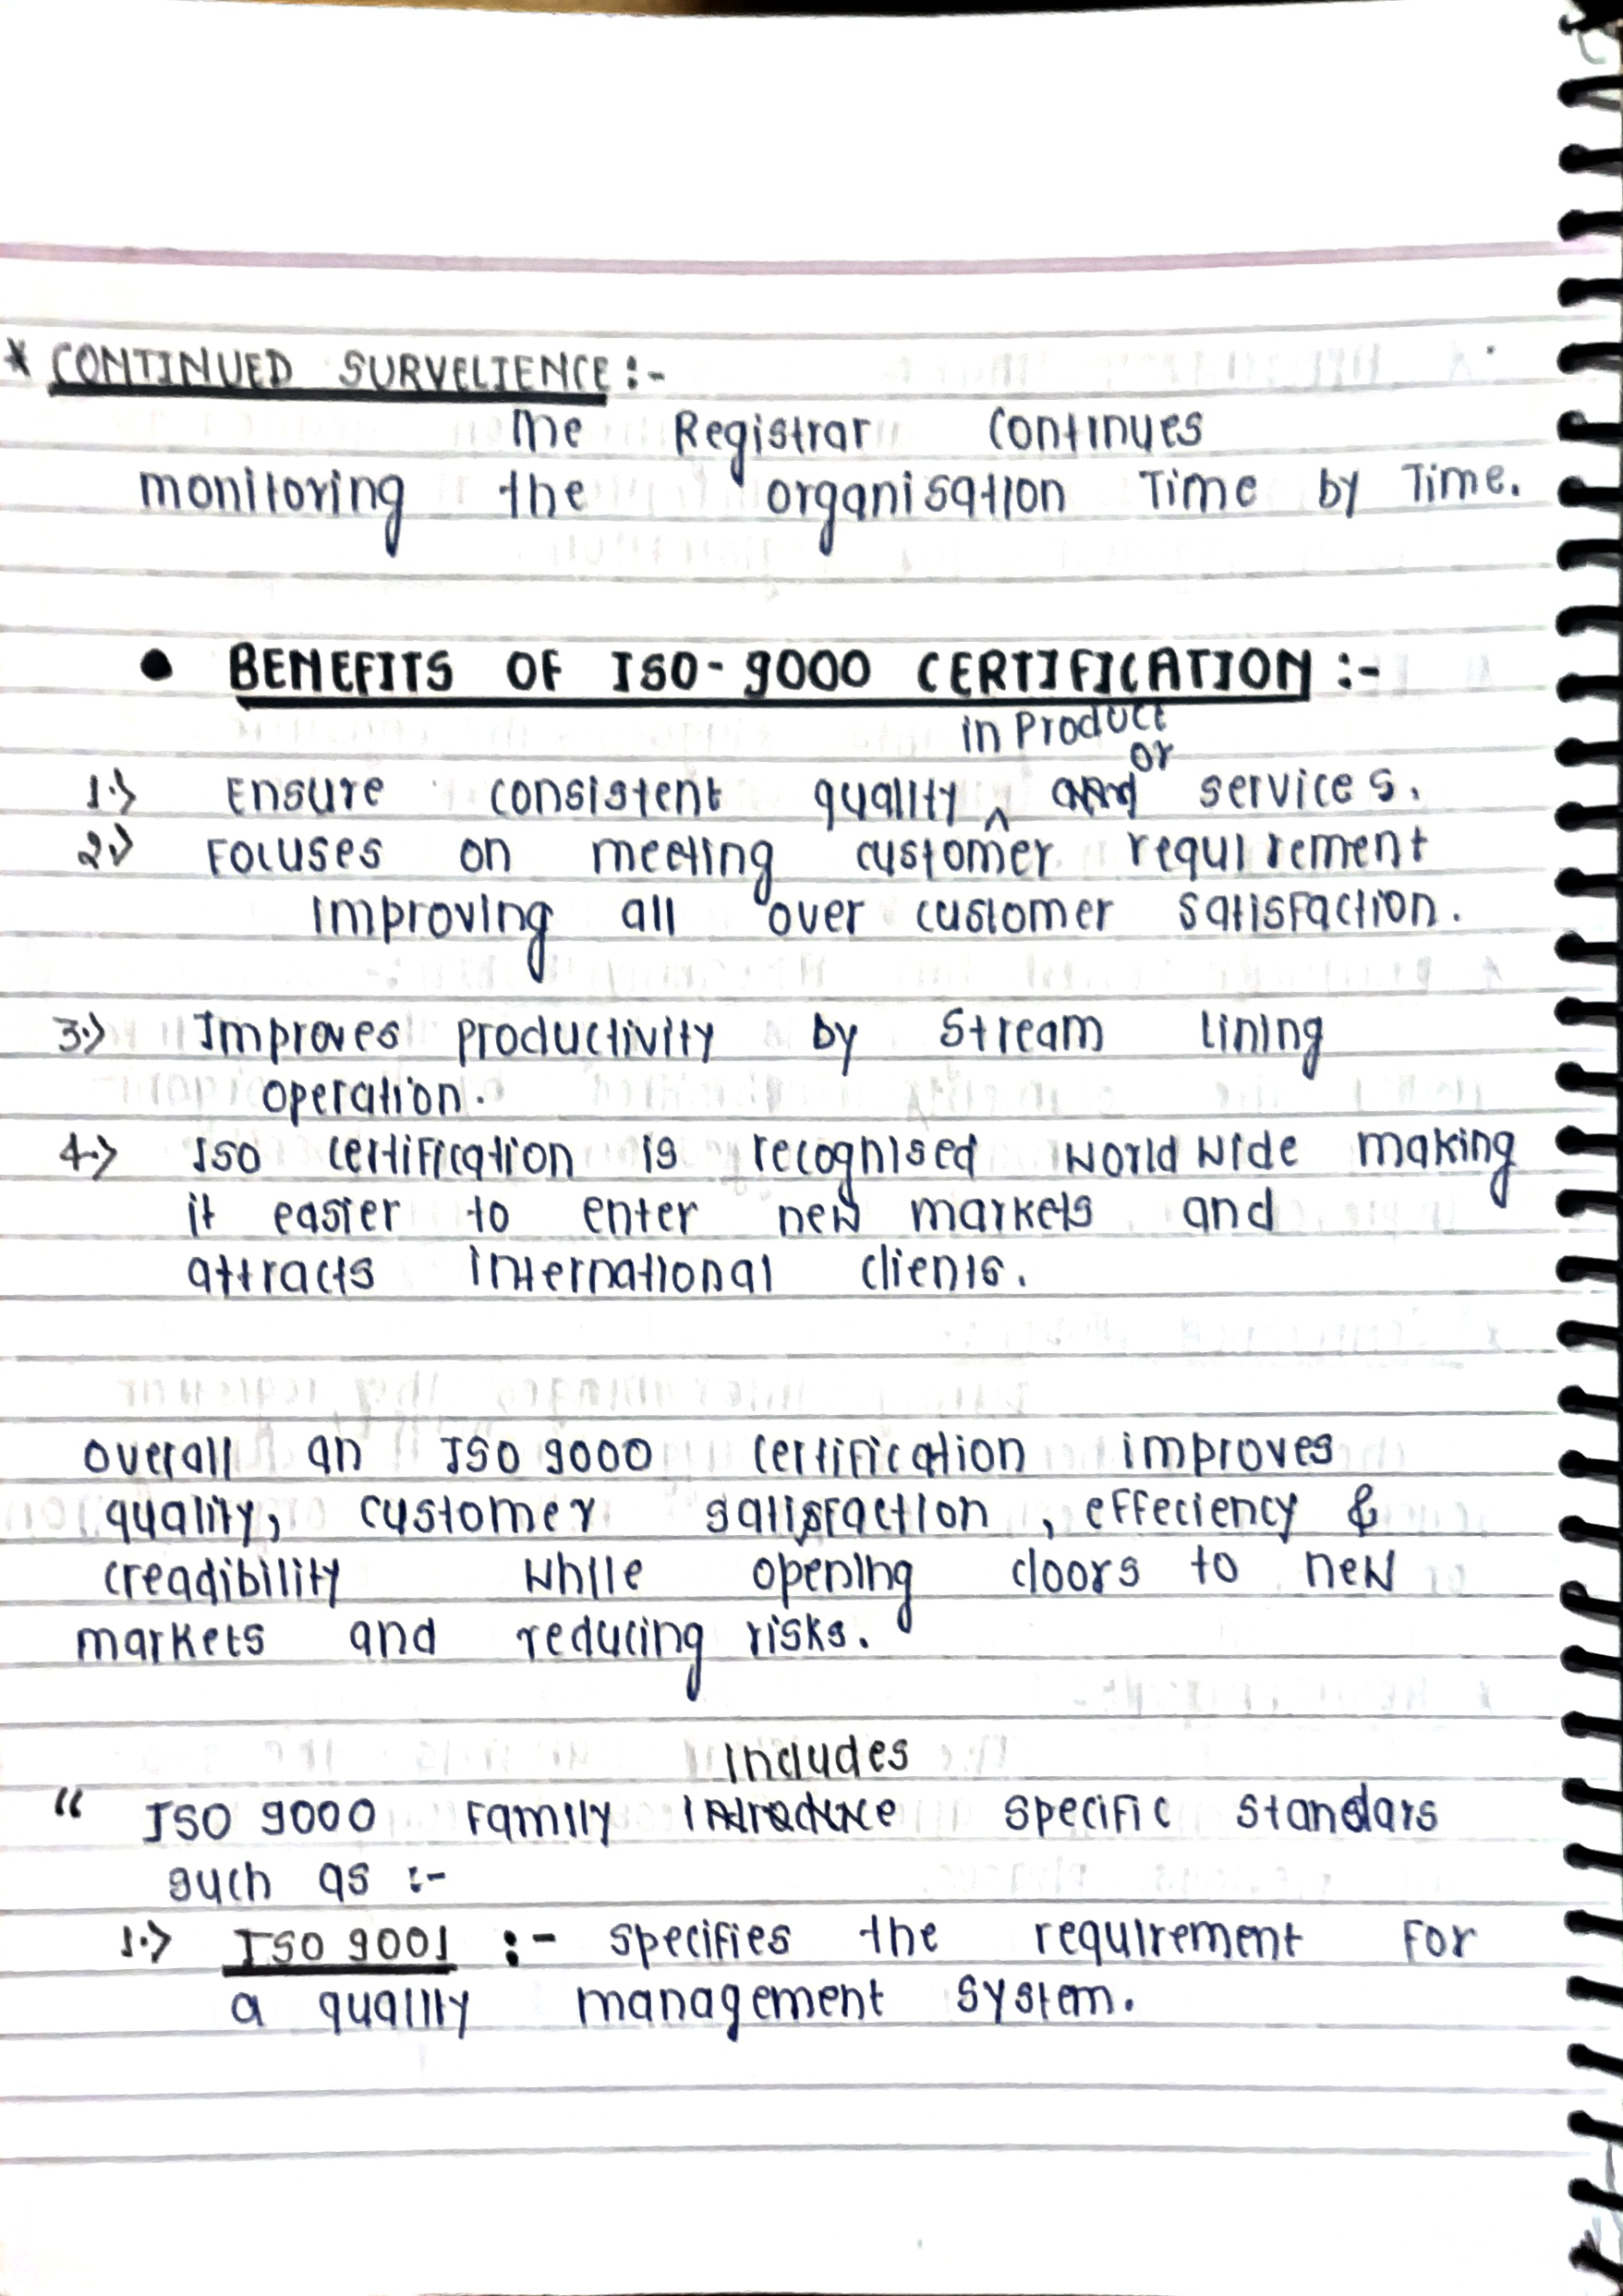 * CONTINUED SURVELIENCE :-
The Registrar continues
monitoring the organisation Time by Time.
• BENEFITS OF ISO-9000 CERTIFICATION :-
in Product
or
1.> Ensure consistent quality ^ and services.
2.> Focuses on meeting customer requirement
improving all over customer satisfaction.
3.> Improves productivity by Stream lining
operation.
4.> ISO certification is recognised world wide making
it easier to enter new markets and
attracts international clients.
Overall an ISO 9000 certification improves
quality, customer satisfaction, effeciency &
creadibility while opening doors to new
markets and reducing risks.
Includes
“ ISO 9000 Family Introduce specific standars
such as :-
1.> ISO 9001 :- specifies the requirement for
a quality management system.